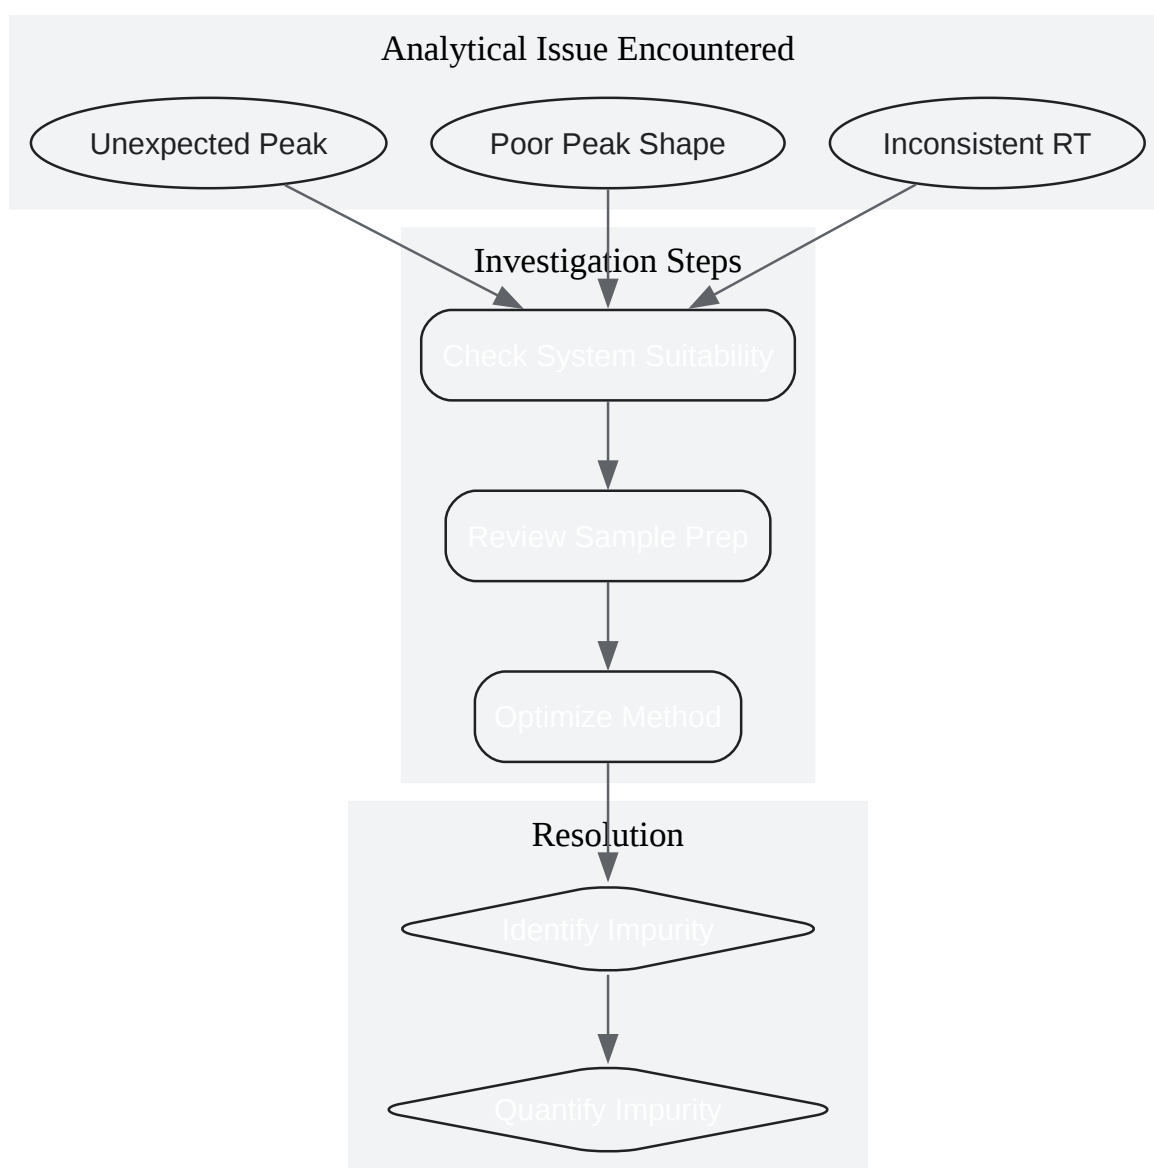 Analytical Issue Encountered
Unexpected Peak
Poor Peak Shape
Inconsistent RT
Investigation Steps
Check System Suitability
Review Sample Prep
Optimize Method
Resolution
Identify Impurity
Quantify Impurity